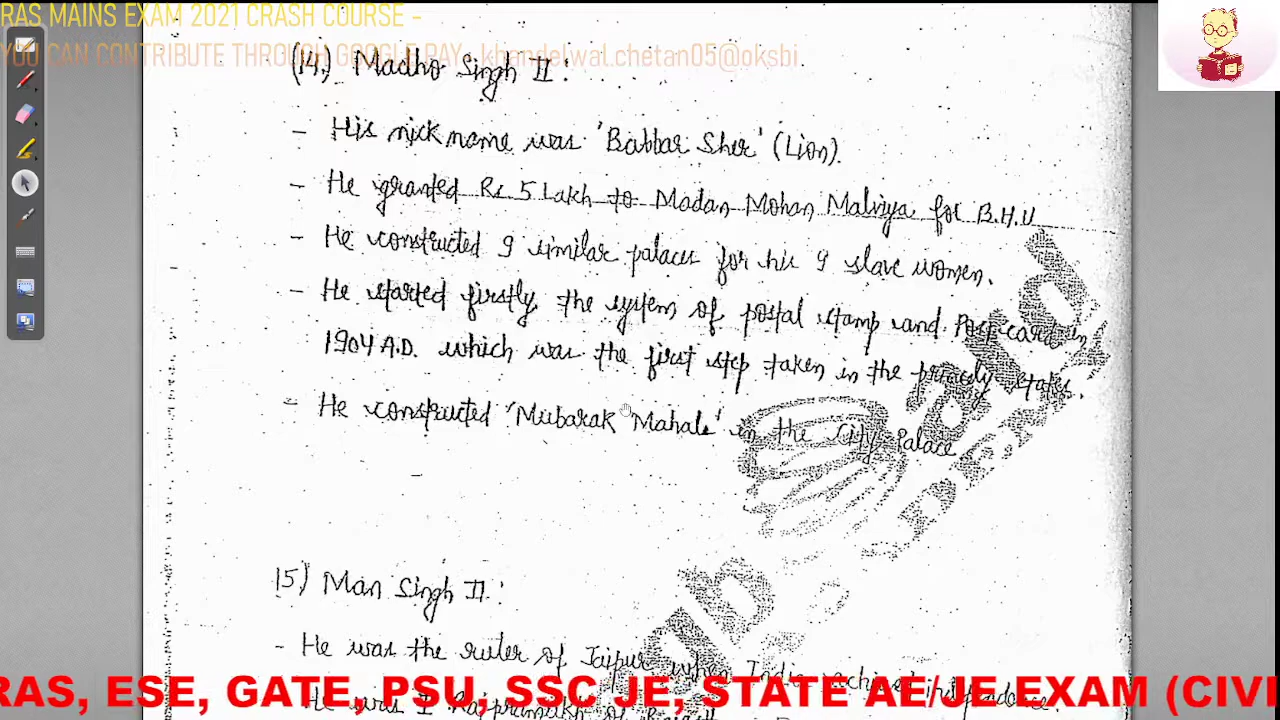 RAS MAINS EXAM 2021 CRASH COURSE -
YOU CAN CONTRIBUTE THROUGH GOOGLE PAY - khandelwal.chetan05@oksbi
(14) Madho Singh II :
- His nick name was 'Babbar Sher' (Lion).
- He granted Rs. 5 Lakh to Madan Mohan Malviya for B.H.U
- He constructed 9 similar palaces for his 9 slave women.
- He started firstly the system of postal stamp and Post card in
1904 A.D. which was the first step taken in the princely states.
- He constructed 'Mubarak Mahals' in the City Palace
15) Man Singh II :
- He was the ruler of Jaipur when India achieved
He was I Rajpramukh of
RAS, ESE, GATE, PSU, SSC JE, STATE AE/JE EXAM (CIVI